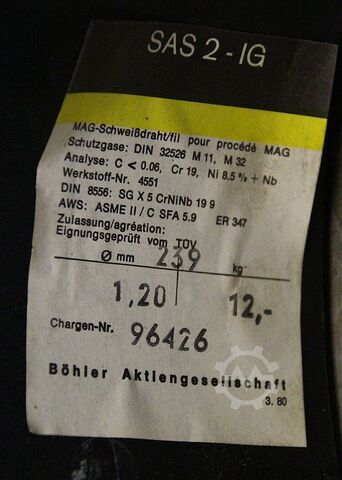 SAS 2-IG
MAG-Schweißdraht/fil pour procédé MAG
Schutzgase: DIN 32526 M 11, M 32
Analyse: C < 0.06, Cr 19, Ni 8.5 % + Nb
Werkstoff-Nr. 4551
DIN 8556: SG X 5 CrNiNb 19 9
AWS: ASME II / C SFA 5.9 ER 347
Zulassung/agréation:
Eignungsgeprüft vom TÜV
Ø mm 239 kg
1,20 12,-
Chargen-Nr. 96426
Böhler Aktiengesellschaft
3. 80